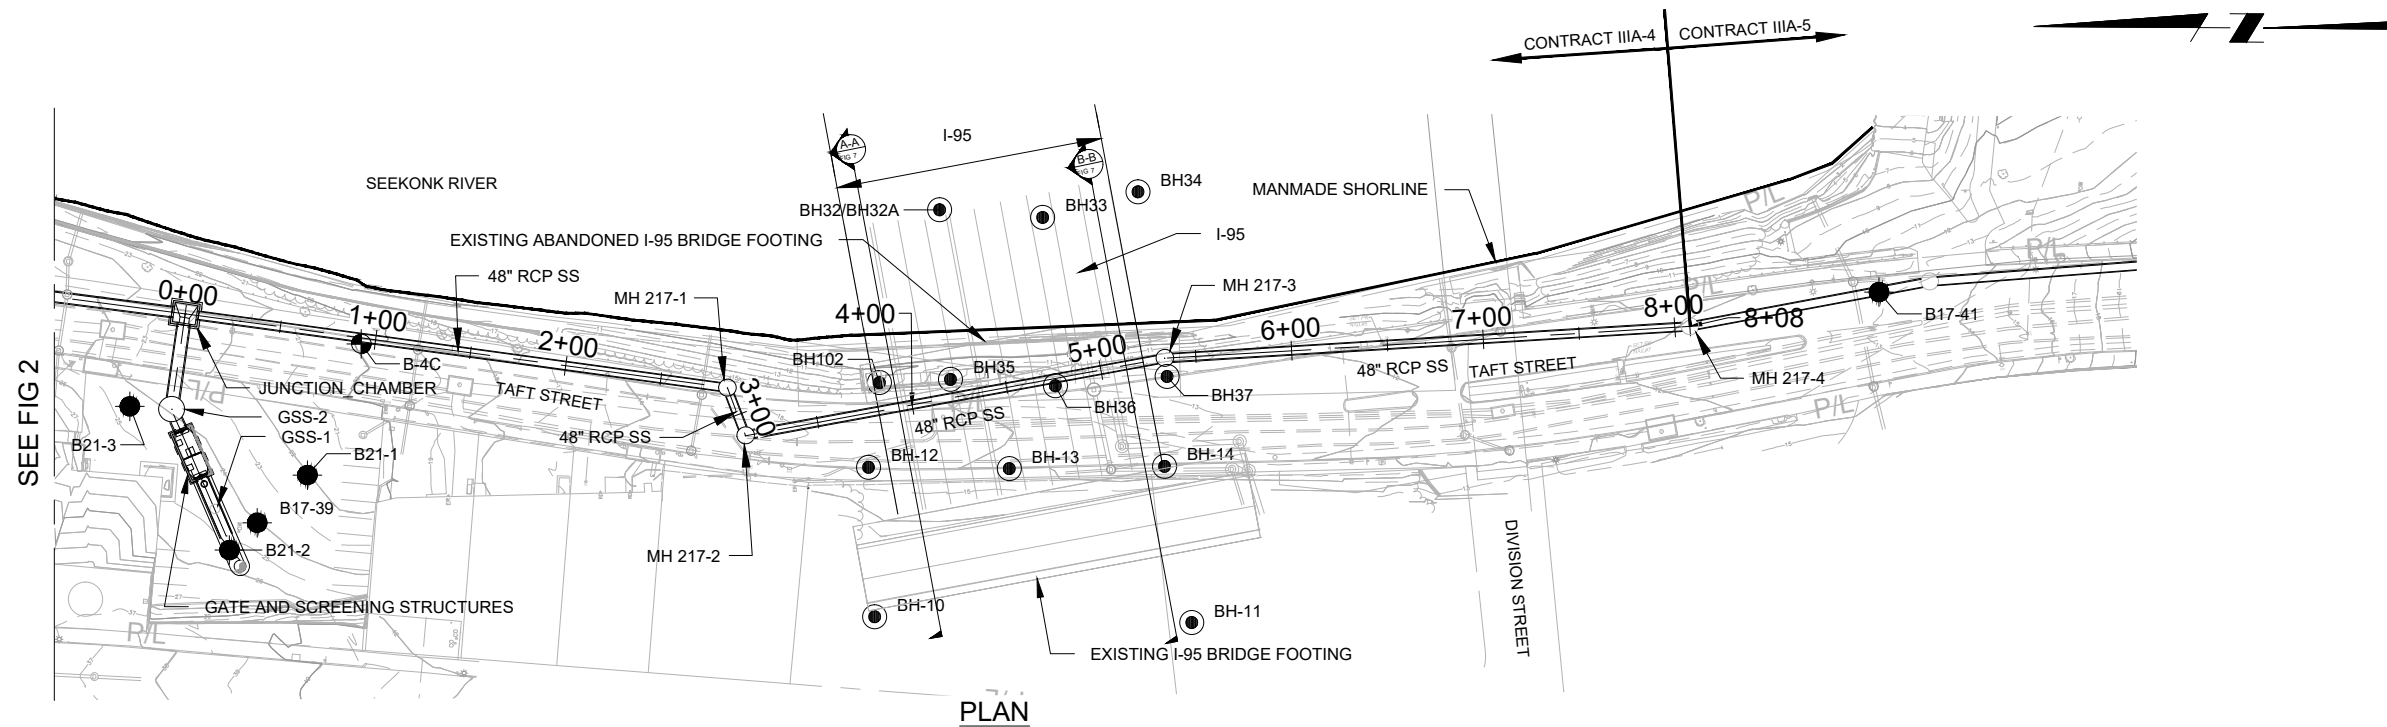 CONTRACT IIIA-4
CONTRACT IIIA-5
Z
I-95
A-A
FIG 7
B-B
FIG 7
SEEKONK RIVER
BH34
MANMADE SHORLINE
BH32/BH32A
BH33
P/L
EXISTING ABANDONED I-95 BRIDGE FOOTING
I-95
P/L
48" RCP SS
0+00
MH 217-1
MH 217-3
P/L
1+00
4+00
8+00
8+08
B17-41
2+00
6+00
7+00
5+00
B-4C
BH102
BH35
48" RCP SS
TAFT STREET
MH 217-4
JUNCTION CHAMBER
TAFT STREET
3+00
BH36
BH37
P/L
P/L
SEE FIG 2
GSS-2
GSS-1
48" RCP SS
48" RCP SS
B21-3
B21-1
BH-12
BH-13
BH-14
B17-39
B21-2
MH 217-2
DIVISION STREET
GATE AND SCREENING STRUCTURES
BH-10
BH-11
P/L
EXISTING I-95 BRIDGE FOOTING
PLAN